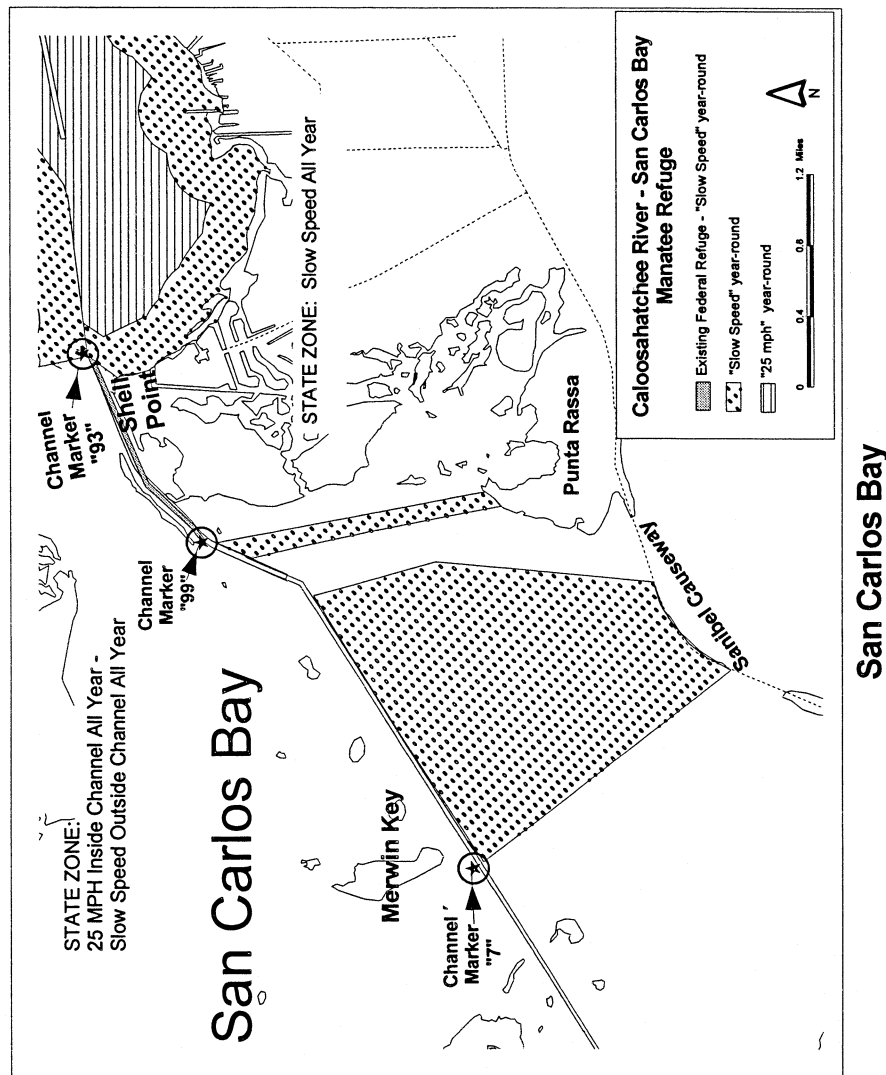 STATE ZONE:
25 MPH Inside Channel All Year -
Slow Speed Outside Channel All Year
San Carlos Bay
Channel
Marker
"93"
Shell
Point
Channel
Marker
"99"
STATE ZONE: Slow Speed All Year
Merwin Key
Channel
Marker
"7"
Punta Rassa
Sanibel Causeway
Caloosahatchee River - San Carlos Bay
Manatee Refuge
Existing Federal Refuge - "Slow Speed" year-round
"Slow Speed" year-round
"25 mph" year-round
0 0.4 0.8 1.2 Miles
N
San Carlos Bay